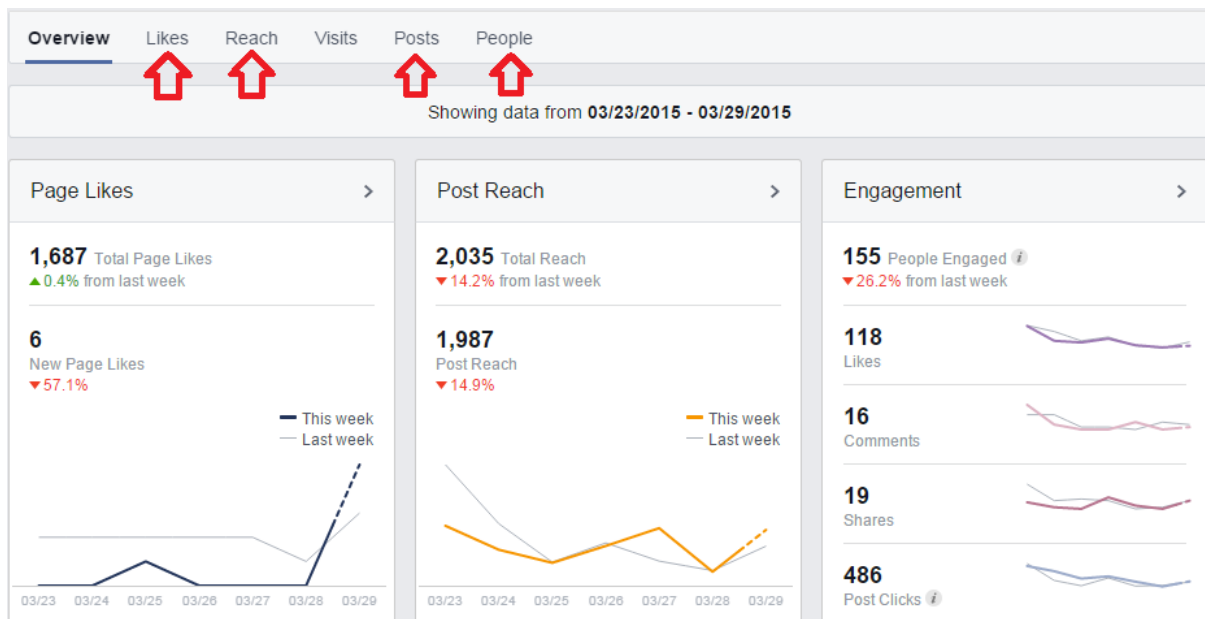 Overview Likes Reach Visits Posts People
Showing data from 03/23/2015 - 03/29/2015
Page Likes
1,687 Total Page Likes
0.4% from last week
6
New Page Likes
57.1%
This week
Last week
03/23 03/24 03/25 03/26 03/27 03/28 03/29
Post Reach
2,035 Total Reach
14.2% from last week
1,987
Post Reach
14.9%
This week
Last week
03/23 03/24 03/25 03/26 03/27 03/28 03/29
Engagement
155 People Engaged i
26.2% from last week
118
Likes
16
Comments
19
Shares
486
Post Clicks i